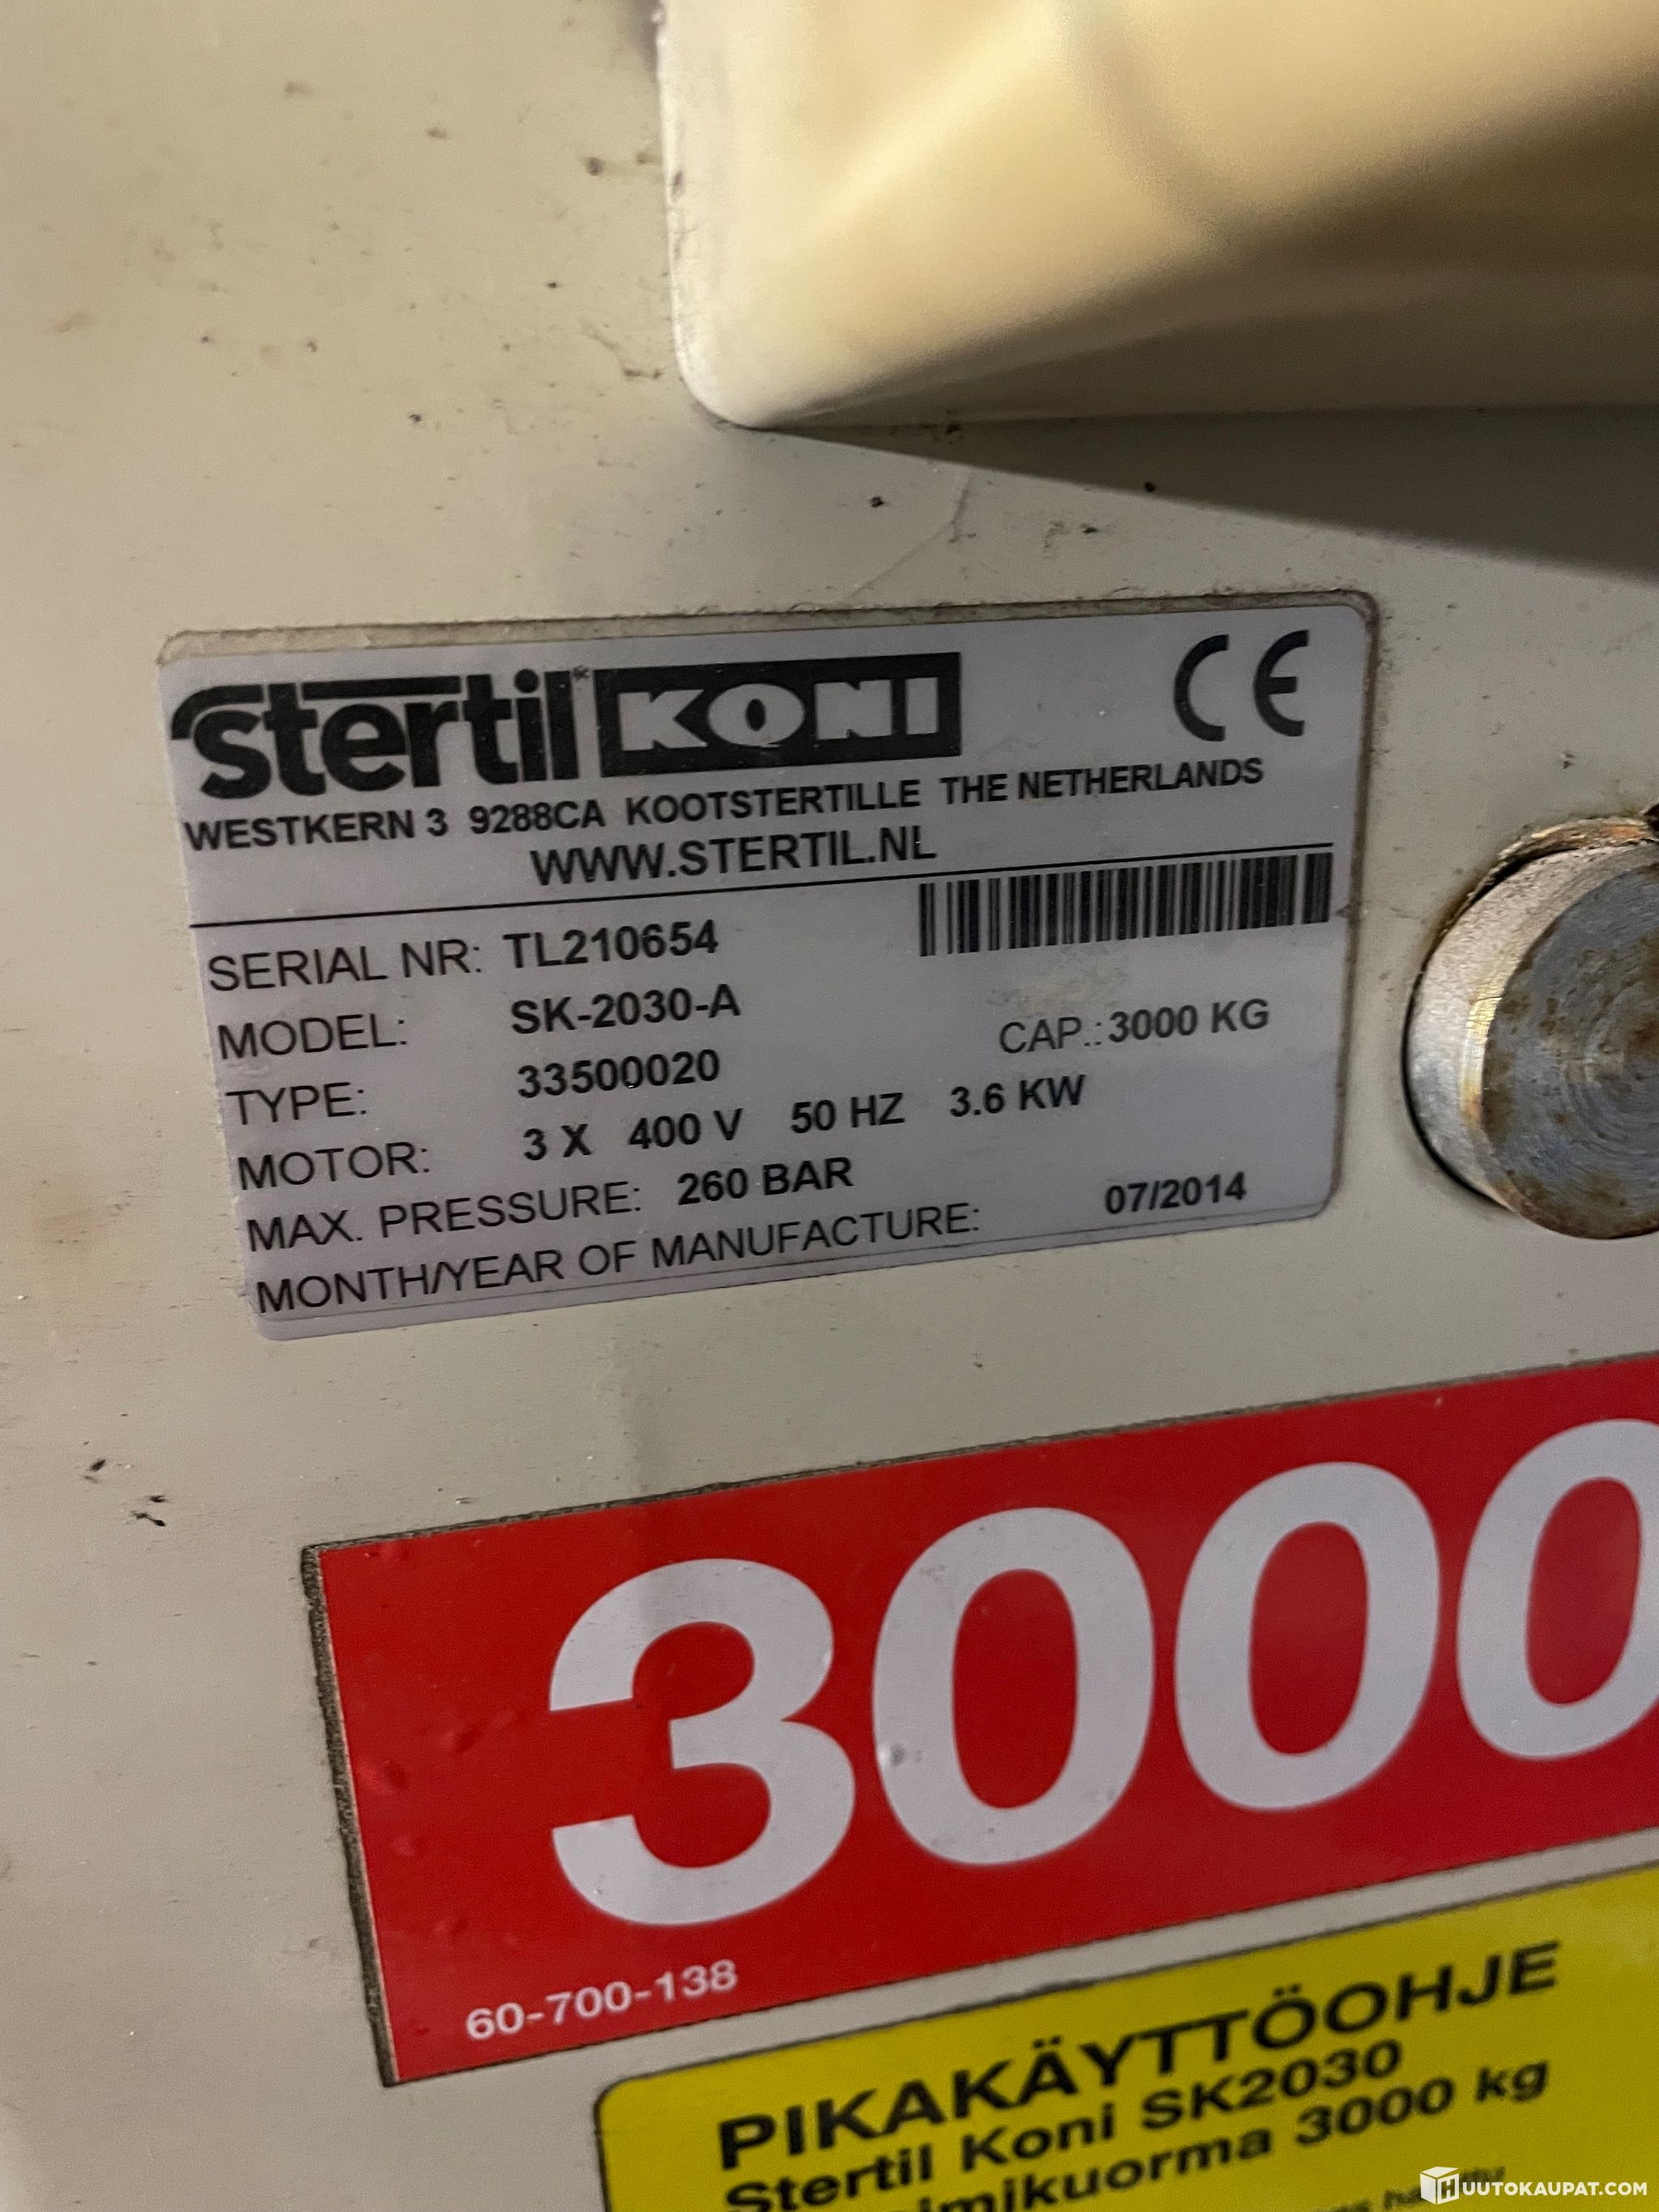 stertil KONI CE
WESTKERN 3 9288CA KOOTSTERTILLE THE NETHERLANDS
WWW.STERTIL.NL
SERIAL NR: TL210654
MODEL: SK-2030-A
TYPE: 33500020 CAP.: 3000 KG
MOTOR: 3 X 400 V 50 HZ 3.6 KW
MAX. PRESSURE: 260 BAR
MONTH/YEAR OF MANUFACTURE: 07/2014
3000
60-700-138
PIKAKÄYTTÖOHJE
Stertil Koni SK2030
3000 kg
HUUTOKAUPAT.COM